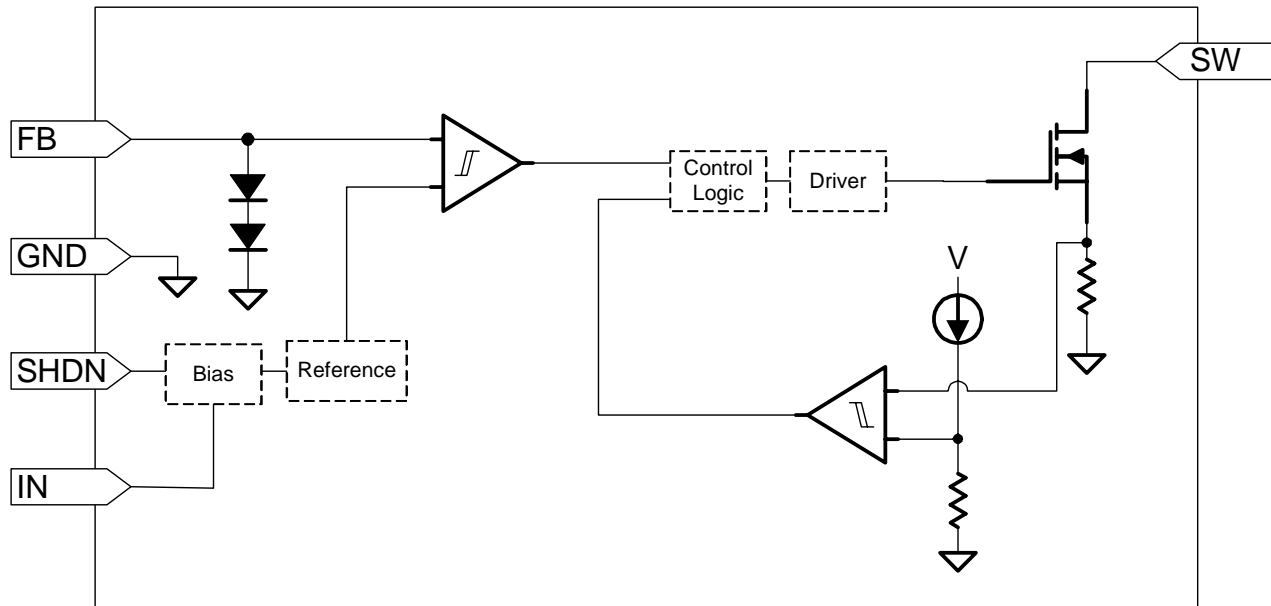 SW
FB
Control
Logic
Driver
GND
V
SHDN
Bias
Reference
IN